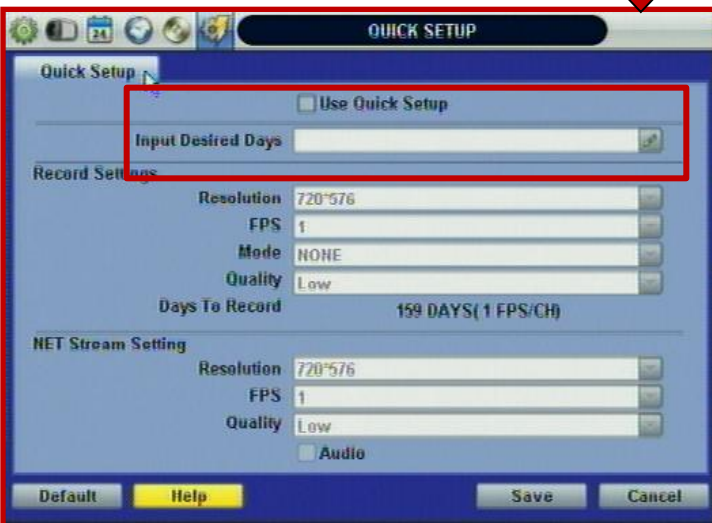 24
QUICK SETUP
Quick Setup
Use Quick Setup
Input Desired Days
Record Settings
Resolution 720*576
FPS 1
Mode NONE
Quality Low
Days To Record 159 DAYS( 1 FPS/CH)
NET Stream Setting
Resolution 720*576
FPS 1
Quality Low
Audio
Default Help Save Cancel